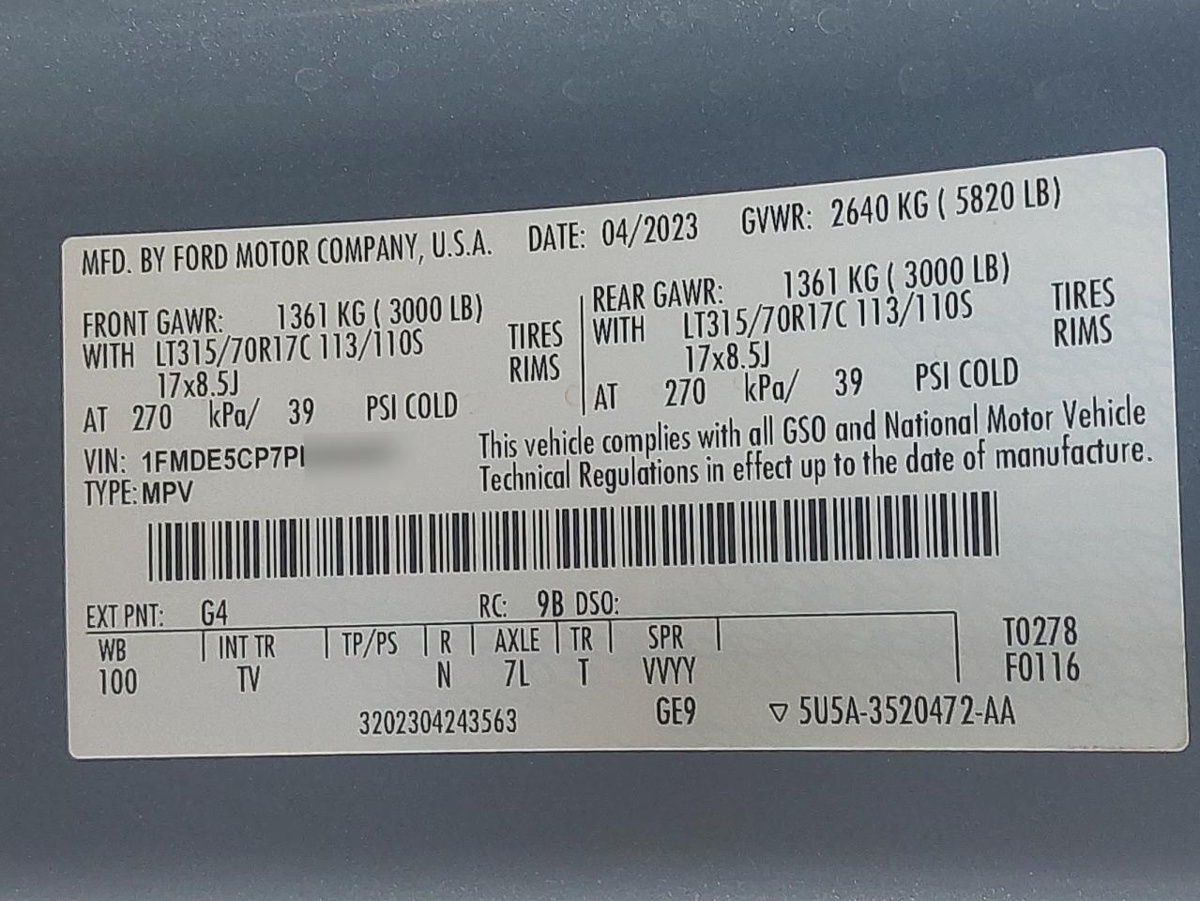 MFD. BY FORD MOTOR COMPANY, U.S.A. DATE: 04/2023 GVWR: 2640 KG ( 5820 LB)
FRONT GAWR: 1361 KG ( 3000 LB)
WITH LT315/70R17C 113/110S TIRES
17x8.5J RIMS
AT 270 kPa/ 39 PSI COLD
REAR GAWR: 1361 KG ( 3000 LB)
WITH LT315/70R17C 113/110S TIRES
17x8.5J RIMS
AT 270 kPa/ 39 PSI COLD
VIN: 1FMDE5CP7P
TYPE: MPV
This vehicle complies with all GSO and National Motor Vehicle
Technical Regulations in effect up to the date of manufacture.
EXT PNT: G4 RC: 9B DSO:
WB INT TR TP/PS R AXLE TR SPR
100 TV N 7L T VVYY
T0278
F0116
3202304243563 GE9 ▽ 5U5A-3520472-AA